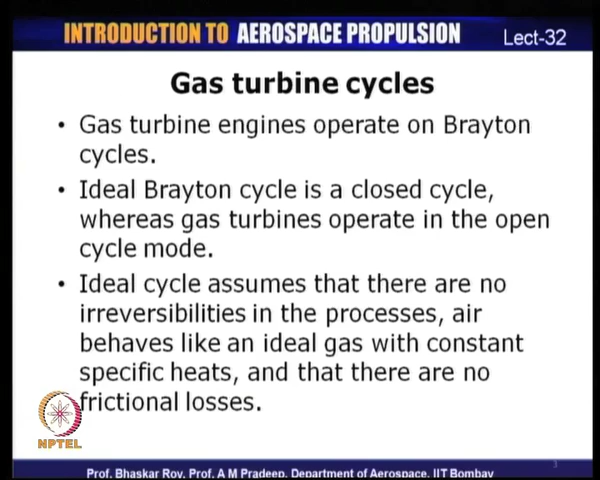 INTRODUCTION TO AEROSPACE PROPULSION Lect-32
Gas turbine cycles
• Gas turbine engines operate on Brayton
cycles.
• Ideal Brayton cycle is a closed cycle,
whereas gas turbines operate in the open
cycle mode.
• Ideal cycle assumes that there are no
irreversibilities in the processes, air
behaves like an ideal gas with constant
specific heats, and that there are no
frictional losses.
NPTEL
3
Prof. Bhaskar Roy, Prof. A M Pradeep, Department of Aerospace, IIT Bombay